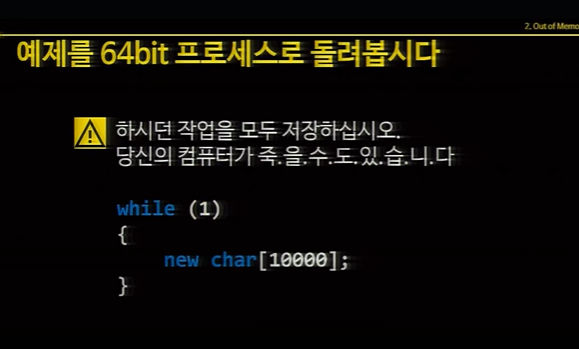 2. Out of Memo
예제를 64bit 프로세스로 돌려봅시다
하시던 작업을 모두 저장하십시오.
당신의 컴퓨터가 죽.을.수.도.있.습.니.다
while (1)
{
new char[10000];
}